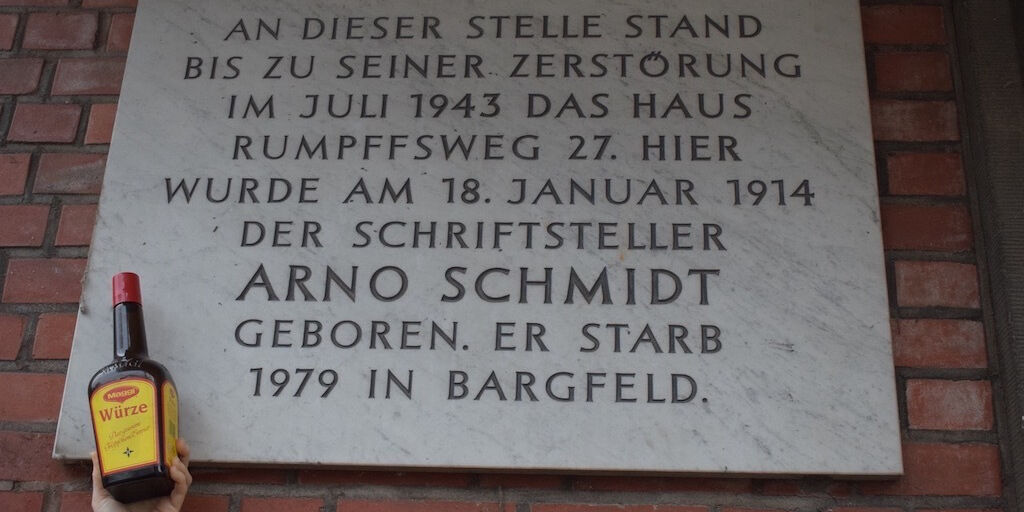 AN DIESER STELLE STAND
BIS ZU SEINER ZERSTÖRUNG
IM JULI 1943 DAS HAUS
RUMPFFSWEG 27. HIER
WURDE AM 18. JANUAR 1914
DER SCHRIFTSTELLER
ARNO SCHMIDT
GEBOREN. ER STARB
1979 IN BARGFELD.
MAGGI
MAGGI
Würze